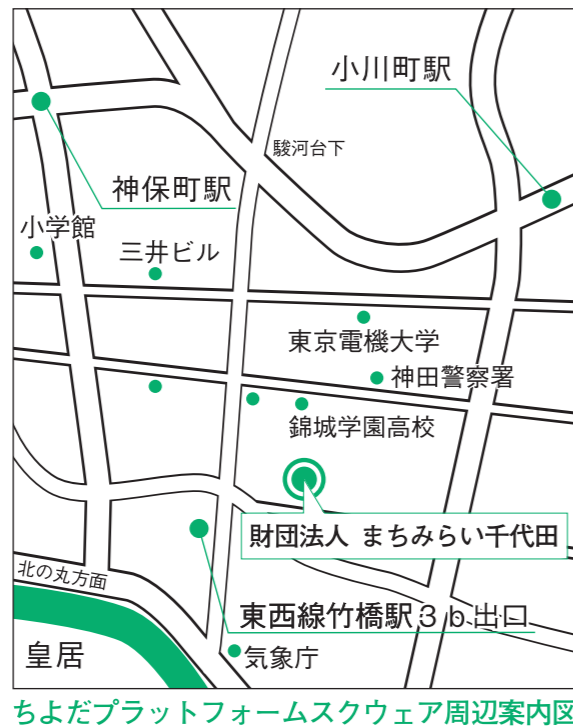 小川町駅
駿河台下
神保町駅
小学館
三井ビル
東京電機大学
神田警察署
錦城学園高校
財団法人 まちみらい千代田
北の丸方面
東西線竹橋駅3b出口
皇居
気象庁
ちよだプラットフォームスクウェア周辺案内図